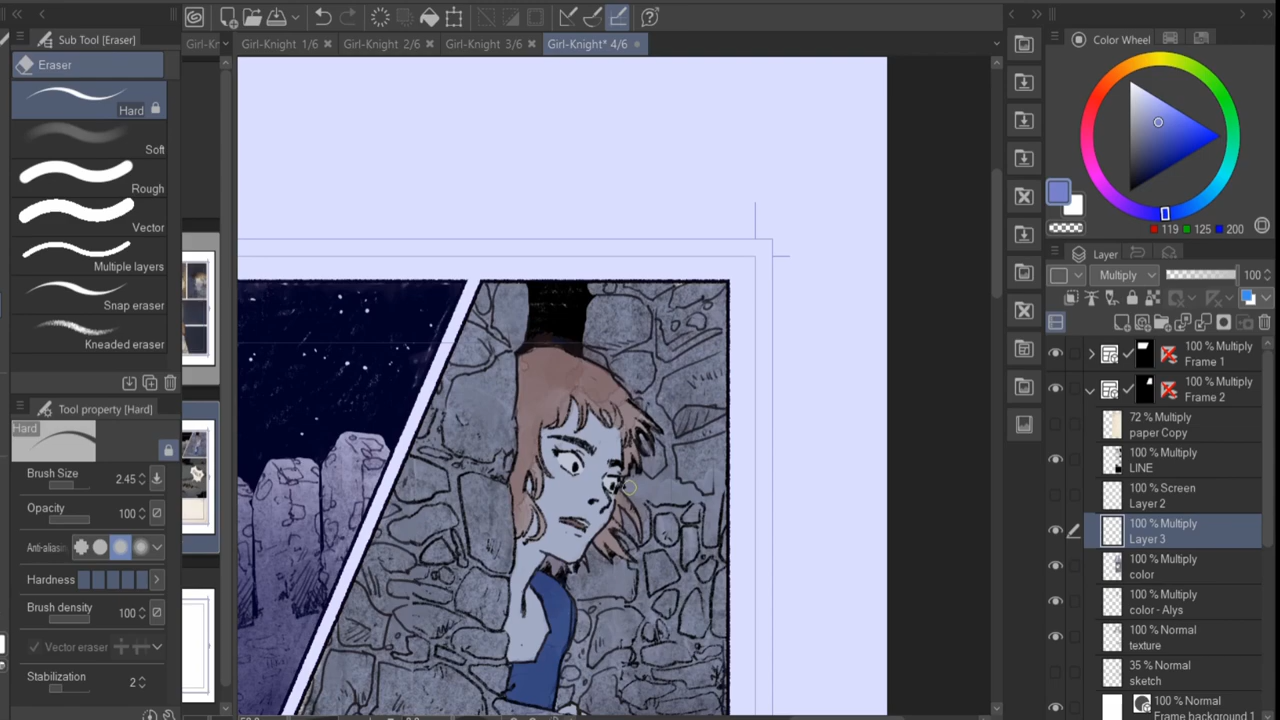 Sub Tool [Eraser]
Eraser
Hard
Soft
Rough
Vector
Multiple layers
Snap eraser
Kneaded eraser
Tool property [Hard]
Hard
Brush Size 2.45
Opacity 100
Anti-aliasin
Hardness
Brush density 100
Vector eraser
Stabilization 2
Girl-Kn
Girl-Knight 1/6
Girl-Knight 2/6
Girl-Knight 3/6
Girl-Knight* 4/6
Color Wheel
119 125 200
Layer
Multiply 100
100 % Multiply
Frame 1
100 % Multiply
Frame 2
72 % Multiply
paper Copy
100 % Multiply
LINE
100 % Screen
Layer 2
100 % Multiply
Layer 3
100 % Multiply
color
100 % Multiply
color - Alys
100 % Normal
texture
35 % Normal
sketch
100 % Normal
Frame background 1